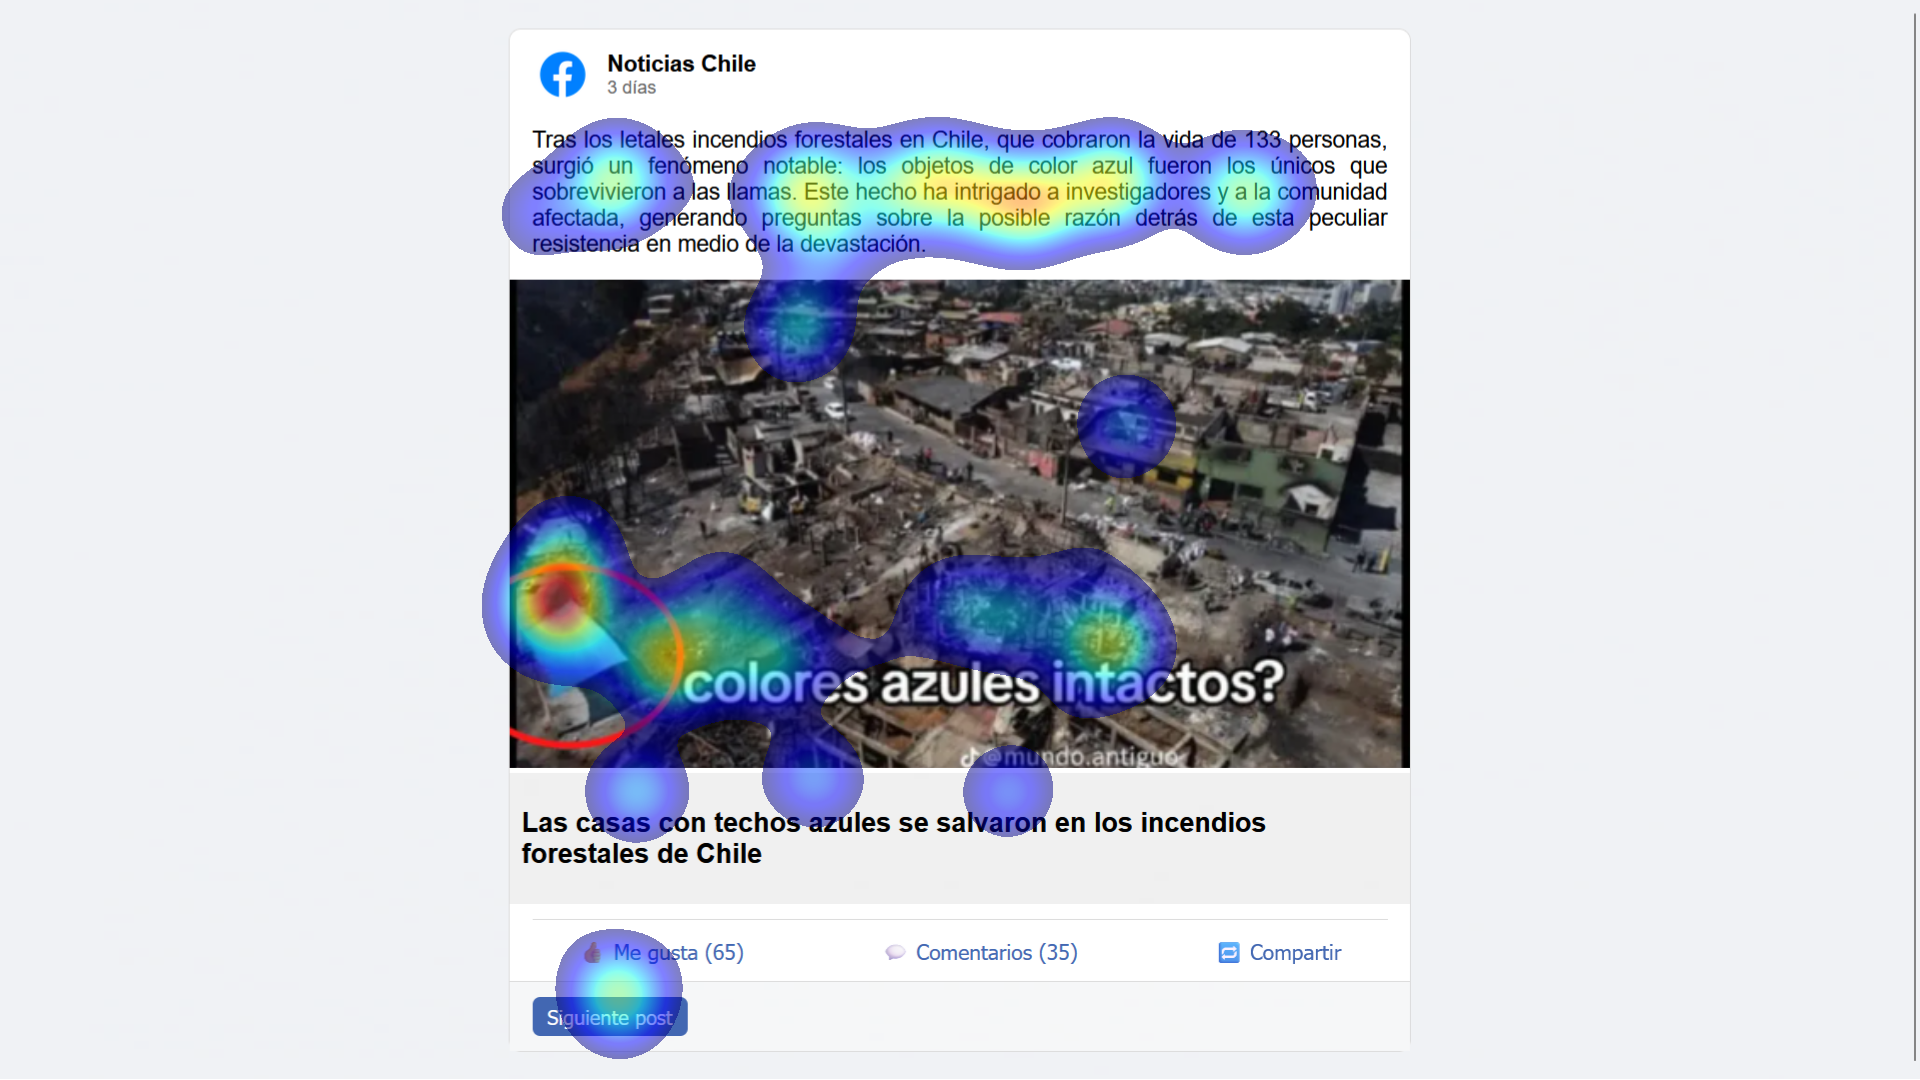 Noticias Chile
3 días
Tras los letales incendios forestales en Chile, que cobraron la vida de 133 personas,
surgió un fenómeno notable: los objetos de color azul fueron los únicos que
sobrevivieron a las llamas. Este hecho ha intrigado a investigadores y a la comunidad
afectada, generando preguntas sobre la posible razón detrás de esta peculiar
resistencia en medio de la devastación.
colores azules intactos?
@mundo.antiguo
Las casas con techos azules se salvaron en los incendios
forestales de Chile
Me gusta (65) Comentarios (35) Compartir
Siguiente post